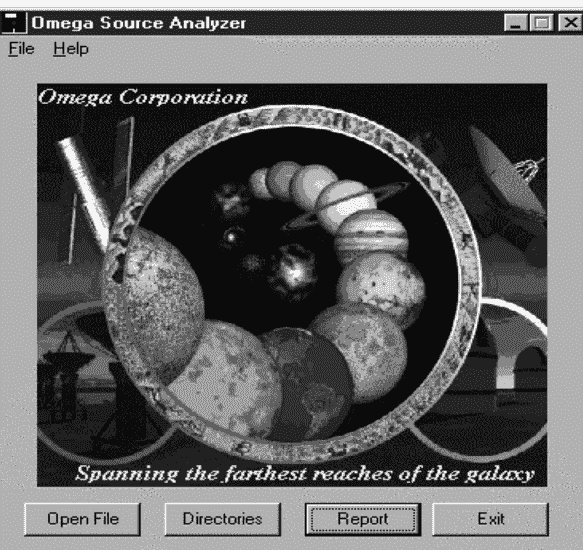 Omega Source Analyzer
File Help
Omega Corporation
Spanning the farthest reaches of the galaxy
Open File Directories Report Exit